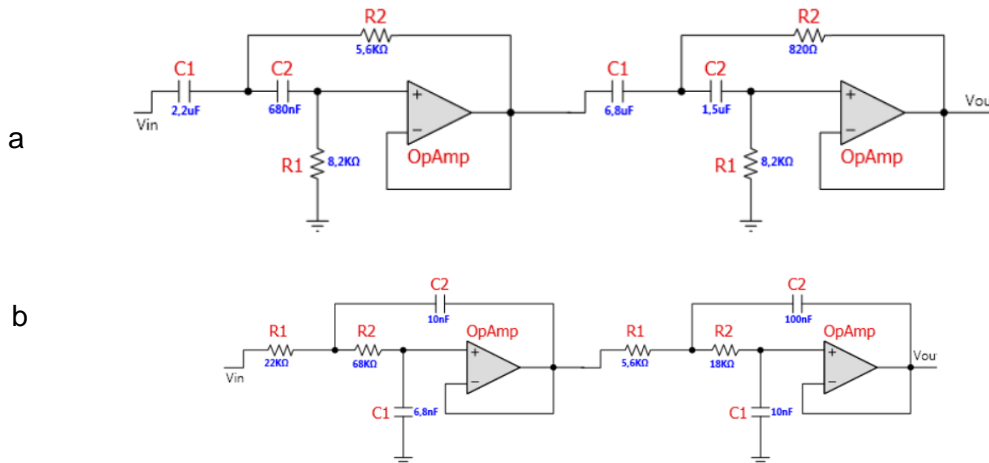 a
R2
5,6KΩ
C1
C2
2,2uF
680nF
Vin
+
−
R1
8,2KΩ
OpAmp
R2
820Ω
C1
C2
6,8uF
1,5uF
+
−
Vou
R1
8,2KΩ
OpAmp
b
C2
10nF
R1
R2
OpAmp
22KΩ
68KΩ
Vin
+
−
C1
6,8nF
C2
100nF
R1
R2
OpAmp
5,6KΩ
18KΩ
+
−
Vou
C1
10nF